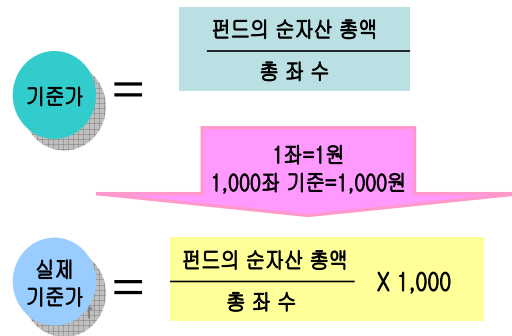 펀드의 순자산 총액
기준가 =
총 좌 수
1좌=1원
1,000좌 기준=1,000원
실제
기준가 =
펀드의 순자산 총액
총 좌 수
X 1,000